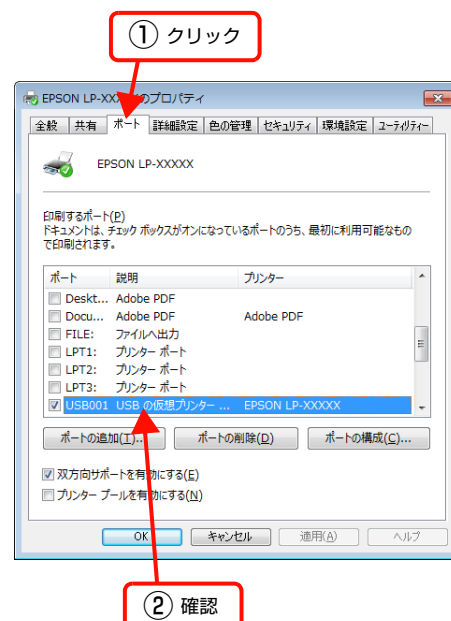 ① クリック
EPSON LP-XXXXXのプロパティ
全般 共有 ポート 詳細設定 色の管理 セキュリティ 環境設定 ユーティリティー
EPSON LP-XXXXX
印刷するポート(P)
ドキュメントは、チェック ボックスがオンになっているポートのうち、最初に利用可能なもの
で印刷されます。
ポート 説明 プリンター
Deskt... Adobe PDF
Docu... Adobe PDF Adobe PDF
FILE: ファイルへ出力
LPT1: プリンター ポート
LPT2: プリンター ポート
LPT3: プリンター ポート
USB001 USB の仮想プリンター ... EPSON LP-XXXXX
ポートの追加(T)... ポートの削除(D) ポートの構成(C)...
双方向サポートを有効にする(E)
プリンター プールを有効にする(N)
OK キャンセル 適用(A) ヘルプ
② 確認